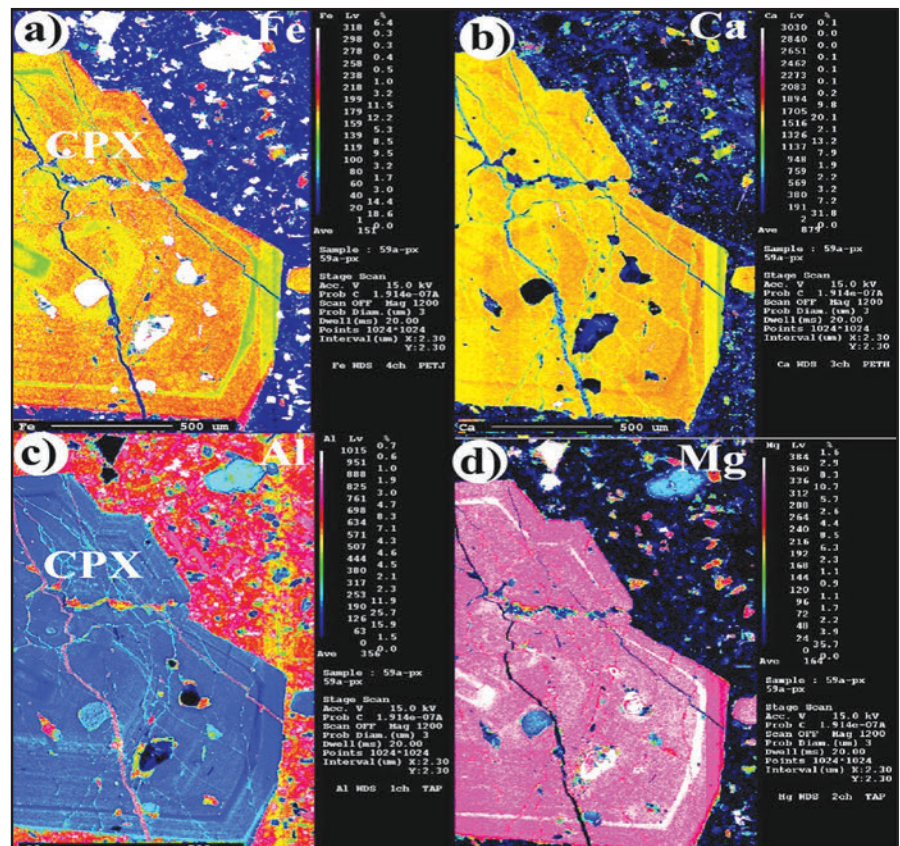 a)
Fe
CPX
Fe
500 um
Fe Lv %
6.4
318 0.3
298 0.3
278 0.4
258 0.5
238 1.0
218 3.2
199 11.5
179 12.2
159 5.3
139 8.5
119 9.5
100 3.2
80 1.7
60 3.0
40 14.4
20 18.6
1 0.0
Ave 151
Sample : 59a-px
59a-px
Stage Scan
Acc. V 15.0 kV
Prob C 1.914e-07A
Scan OFF Mag 1200
Prob Diam.(um) 3
Dwell(ms) 20.00
Points 1024*1024
Interval(um) X:2.30
Y:2.30
Fe WDS 4ch PETJ
b)
Ca
Ca
500 um
Ca Lv %
0.1
3030 0.0
2840 0.0
2651 0.1
2462 0.1
2273 0.1
2083 0.2
1894 9.8
1705 20.1
1516 2.1
1326 13.2
1137 7.9
948 1.9
759 2.2
569 3.2
380 7.2
191 31.8
2 0.0
Ave 879
Sample : 59a-px
59a-px
Stage Scan
Acc. V 15.0 kV
Prob C 1.914e-07A
Scan OFF Mag 1200
Prob Diam.(um) 3
Dwell(ms) 20.00
Points 1024*1024
Interval(um) X:2.30
Y:2.30
Ca WDS 3ch PETH
c)
Al
CPX
Al Lv %
0.7
1015 0.6
951 1.0
888 1.9
825 3.0
761 4.7
698 8.3
634 7.1
571 4.3
507 4.6
444 4.5
380 2.1
317 2.3
253 11.9
190 25.7
126 15.9
63 1.5
0 0.0
Ave 356
Sample : 59a-px
59a-px
Stage Scan
Acc. V 15.0 kV
Prob C 1.914e-07A
Scan OFF Mag 1200
Prob Diam.(um) 3
Dwell(ms) 20.00
Points 1024*1024
Interval(um) X:2.30
Y:2.30
Al WDS 1ch TAP
d)
Mg
Mg Lv %
1.6
384 2.9
360 8.3
336 10.7
312 5.7
288 2.6
264 4.4
240 8.5
216 6.3
192 2.3
168 1.1
144 0.9
120 1.1
96 1.7
72 2.2
48 3.9
24 35.7
0 0.0
Ave 164
Sample : 59a-px
59a-px
Stage Scan
Acc. V 15.0 kV
Prob C 1.914e-07A
Scan OFF Mag 1200
Prob Diam.(um) 3
Dwell(ms) 20.00
Points 1024*1024
Interval(um) X:2.30
Y:2.30
Mg WDS 2ch TAP